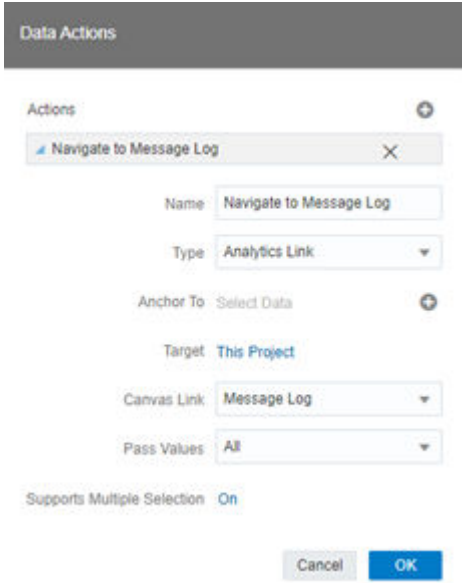 Data Actions
Actions
Navigate to Message Log
Name Navigate to Message Log
Type Analytics Link
Anchor To Select Data
Target This Project
Canvas Link Message Log
Pass Values All
Supports Multiple Selection On
Cancel OK